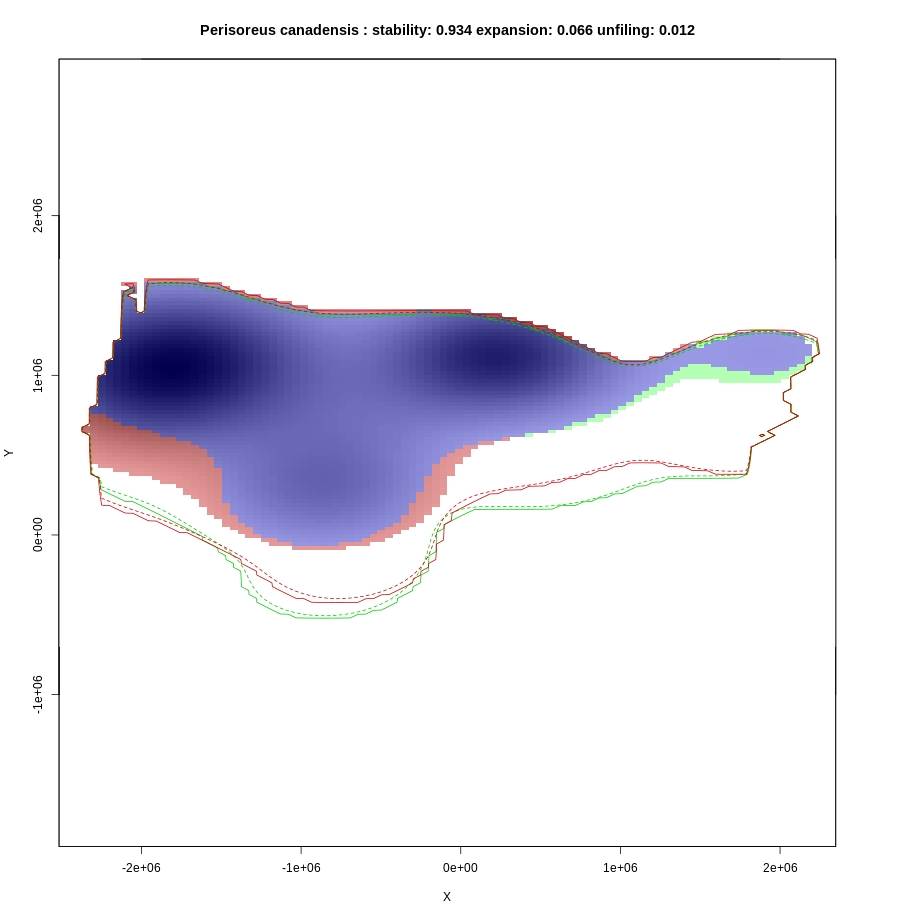 Perisoreus canadensis : stability: 0.934 expansion: 0.066 unfiling: 0.012
2e+06
1e+06
0e+00
-1e+06
Y
-2e+06 -1e+06 0e+00 1e+06 2e+06
X